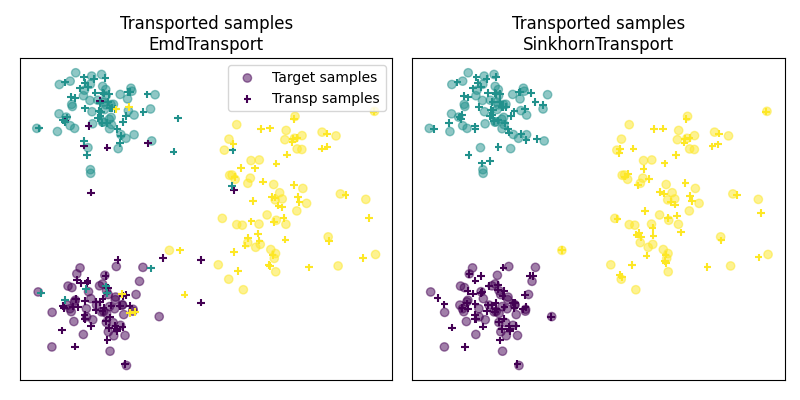 Transported samples
EmdTransport
Target samples
Transp samples
Transported samples
SinkhornTransport